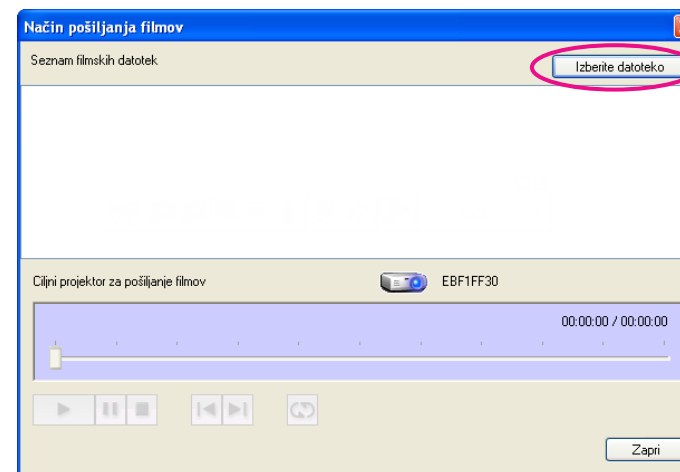 Način pošiljanja filmov
Seznam filmskih datotek
Izberite datoteko
Ciljni projektor za pošiljanje filmov
EBF1FF30
00:00:00 / 00:00:00
Zapri